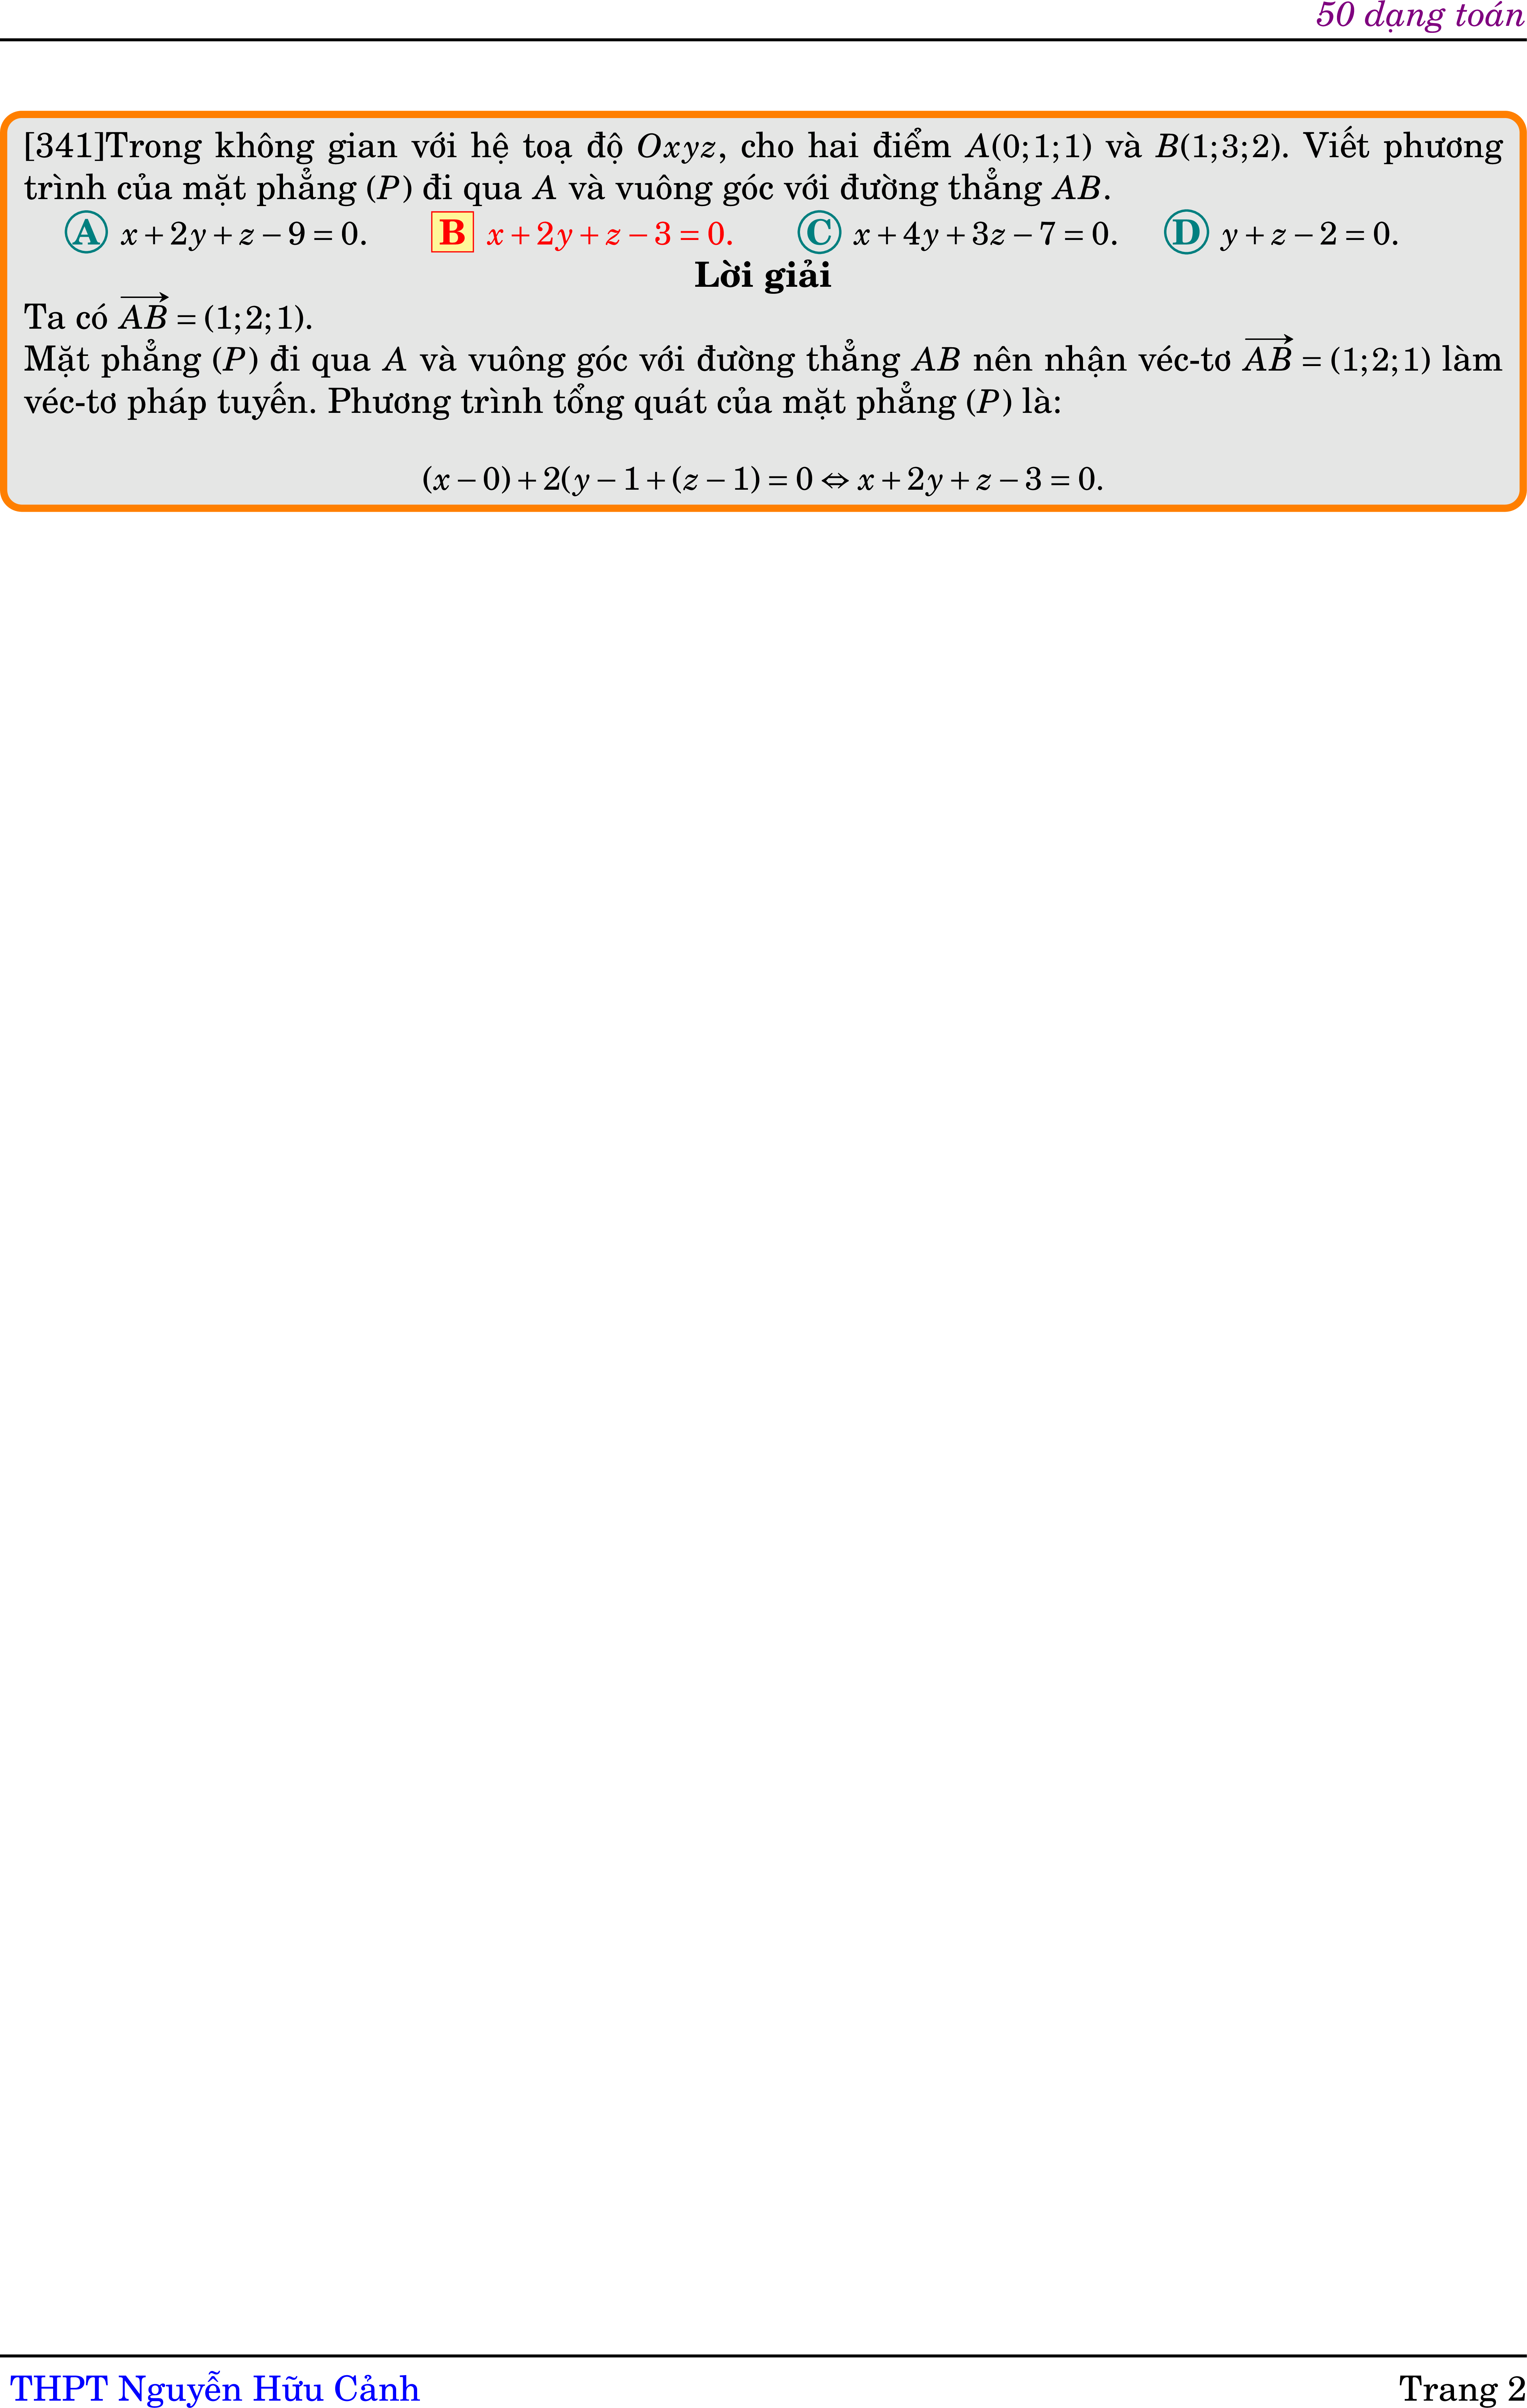 50 dạng toán
[341]Trong không gian với hệ toạ độ Oxyz, cho hai điểm A(0;1;1) và B(1;3;2). Viết phương
trình của mặt phẳng (P) đi qua A và vuông góc với đường thẳng AB.
A x + 2y + z − 9 = 0. B x + 2y + z − 3 = 0. C x + 4y + 3z − 7 = 0. D y + z − 2 = 0.
Lời giải
Ta có \overrightarrow{AB} = (1;2;1).
Mặt phẳng (P) đi qua A và vuông góc với đường thẳng AB nên nhận véc-tơ \overrightarrow{AB} = (1;2;1) làm
véc-tơ pháp tuyến. Phương trình tổng quát của mặt phẳng (P) là:
(x − 0) + 2(y − 1 + (z − 1) = 0 ⇔ x + 2y + z − 3 = 0.
THPT Nguyễn Hữu Cảnh Trang 2